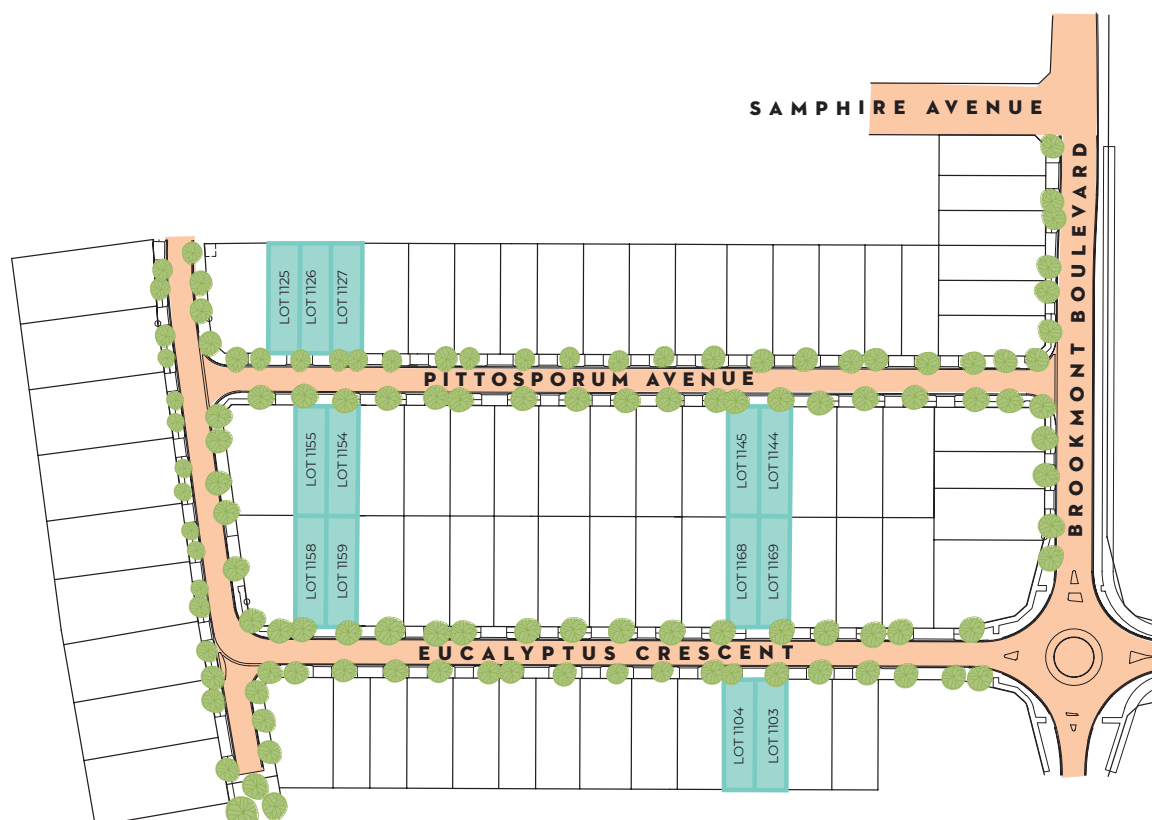 SAMPHIRE AVENUE
BROOKMONT BOULEVARD
LOT 1125
LOT 1126
LOT 1127
PITTOSPORUM AVENUE
LOT 1155
LOT 1154
LOT 1145
LOT 1144
LOT 1158
LOT 1159
LOT 1168
LOT 1169
EUCALYPTUS CRESCENT
LOT 1104
LOT 1103